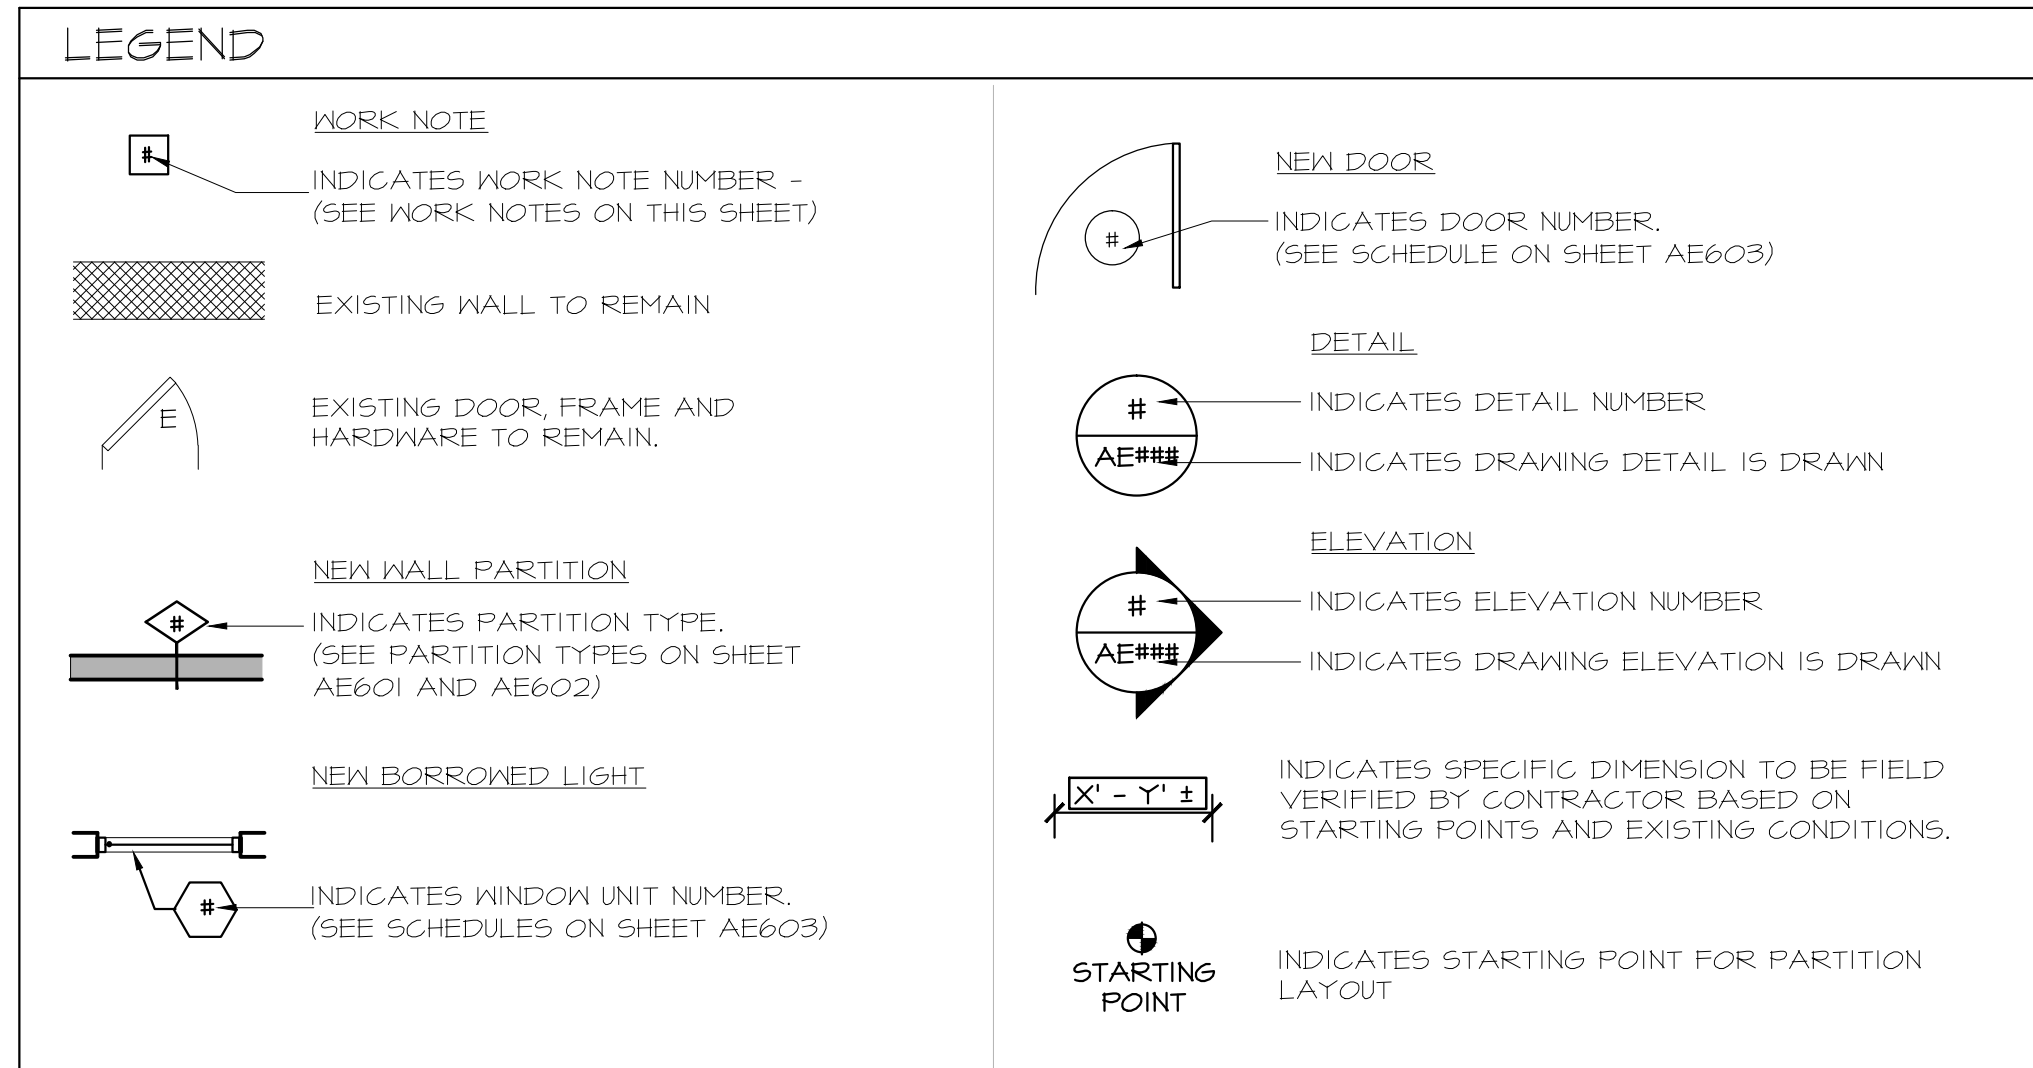 LEGEND
#
WORK NOTE
INDICATES WORK NOTE NUMBER -
(SEE WORK NOTES ON THIS SHEET)
EXISTING WALL TO REMAIN
E
EXISTING DOOR, FRAME AND
HARDWARE TO REMAIN.
NEW WALL PARTITION
#
INDICATES PARTITION TYPE.
(SEE PARTITION TYPES ON SHEET
AE601 AND AE602)
NEW BORROWED LIGHT
#
INDICATES WINDOW UNIT NUMBER.
(SEE SCHEDULES ON SHEET AE603)
NEW DOOR
#
INDICATES DOOR NUMBER.
(SEE SCHEDULE ON SHEET AE603)
DETAIL
#
INDICATES DETAIL NUMBER
AE###
INDICATES DRAWING DETAIL IS DRAWN
ELEVATION
#
INDICATES ELEVATION NUMBER
AE###
INDICATES DRAWING ELEVATION IS DRAWN
X' - Y' ±
INDICATES SPECIFIC DIMENSION TO BE FIELD
VERIFIED BY CONTRACTOR BASED ON
STARTING POINTS AND EXISTING CONDITIONS.
STARTING
POINT
INDICATES STARTING POINT FOR PARTITION
LAYOUT